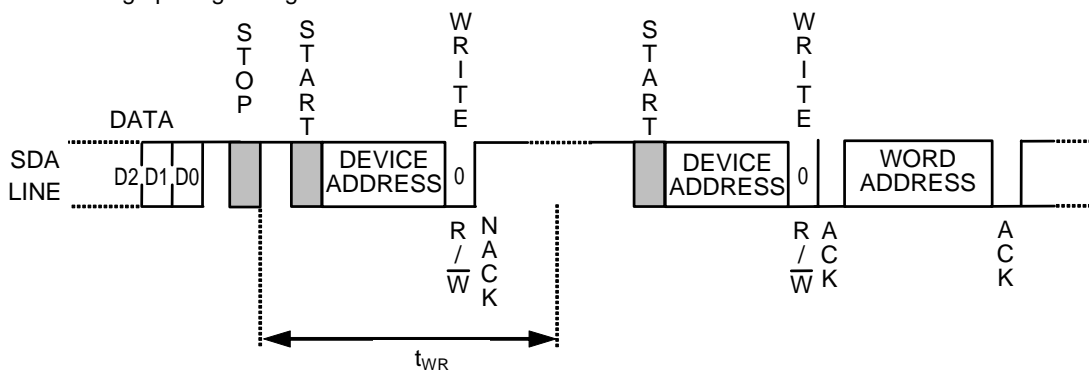 STOP
START
WRITE
START
WRITE
DATA
SDA LINE
D2 D1 D0
DEVICE ADDRESS
0
DEVICE ADDRESS
0
WORD ADDRESS
R/W
NACK
R/W
ACK
ACK
tWR